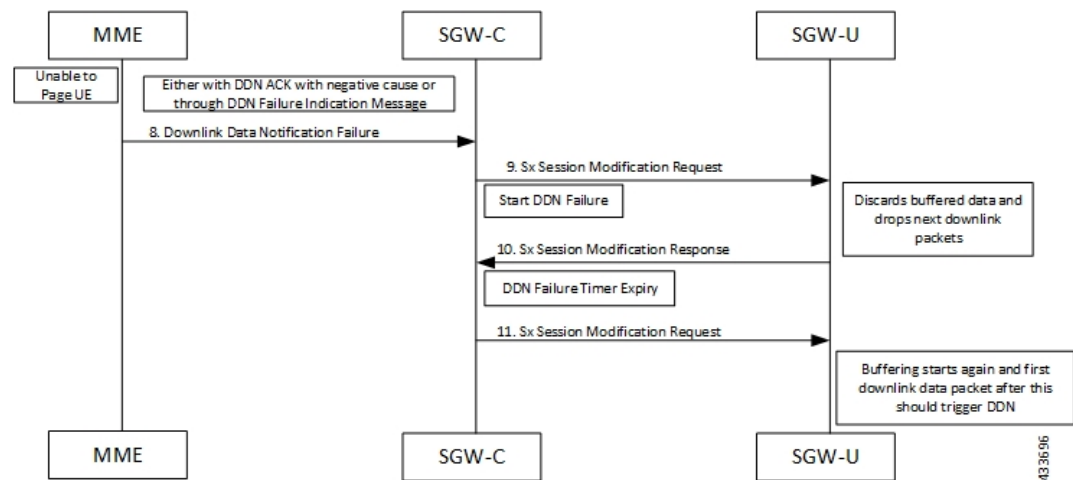 MME
SGW-C
SGW-U
Unable to
Page UE
Either with DDN ACK with negative cause or
through DDN Failure Indication Message
8. Downlink Data Notification Failure
9. Sx Session Modification Request
Start DDN Failure
Discards buffered data and
drops next downlink
packets
10. Sx Session Modification Response
DDN Failure Timer Expiry
11. Sx Session Modification Request
Buffering starts again and first
downlink data packet after this
should trigger DDN
MME
SGW-C
SGW-U
433696